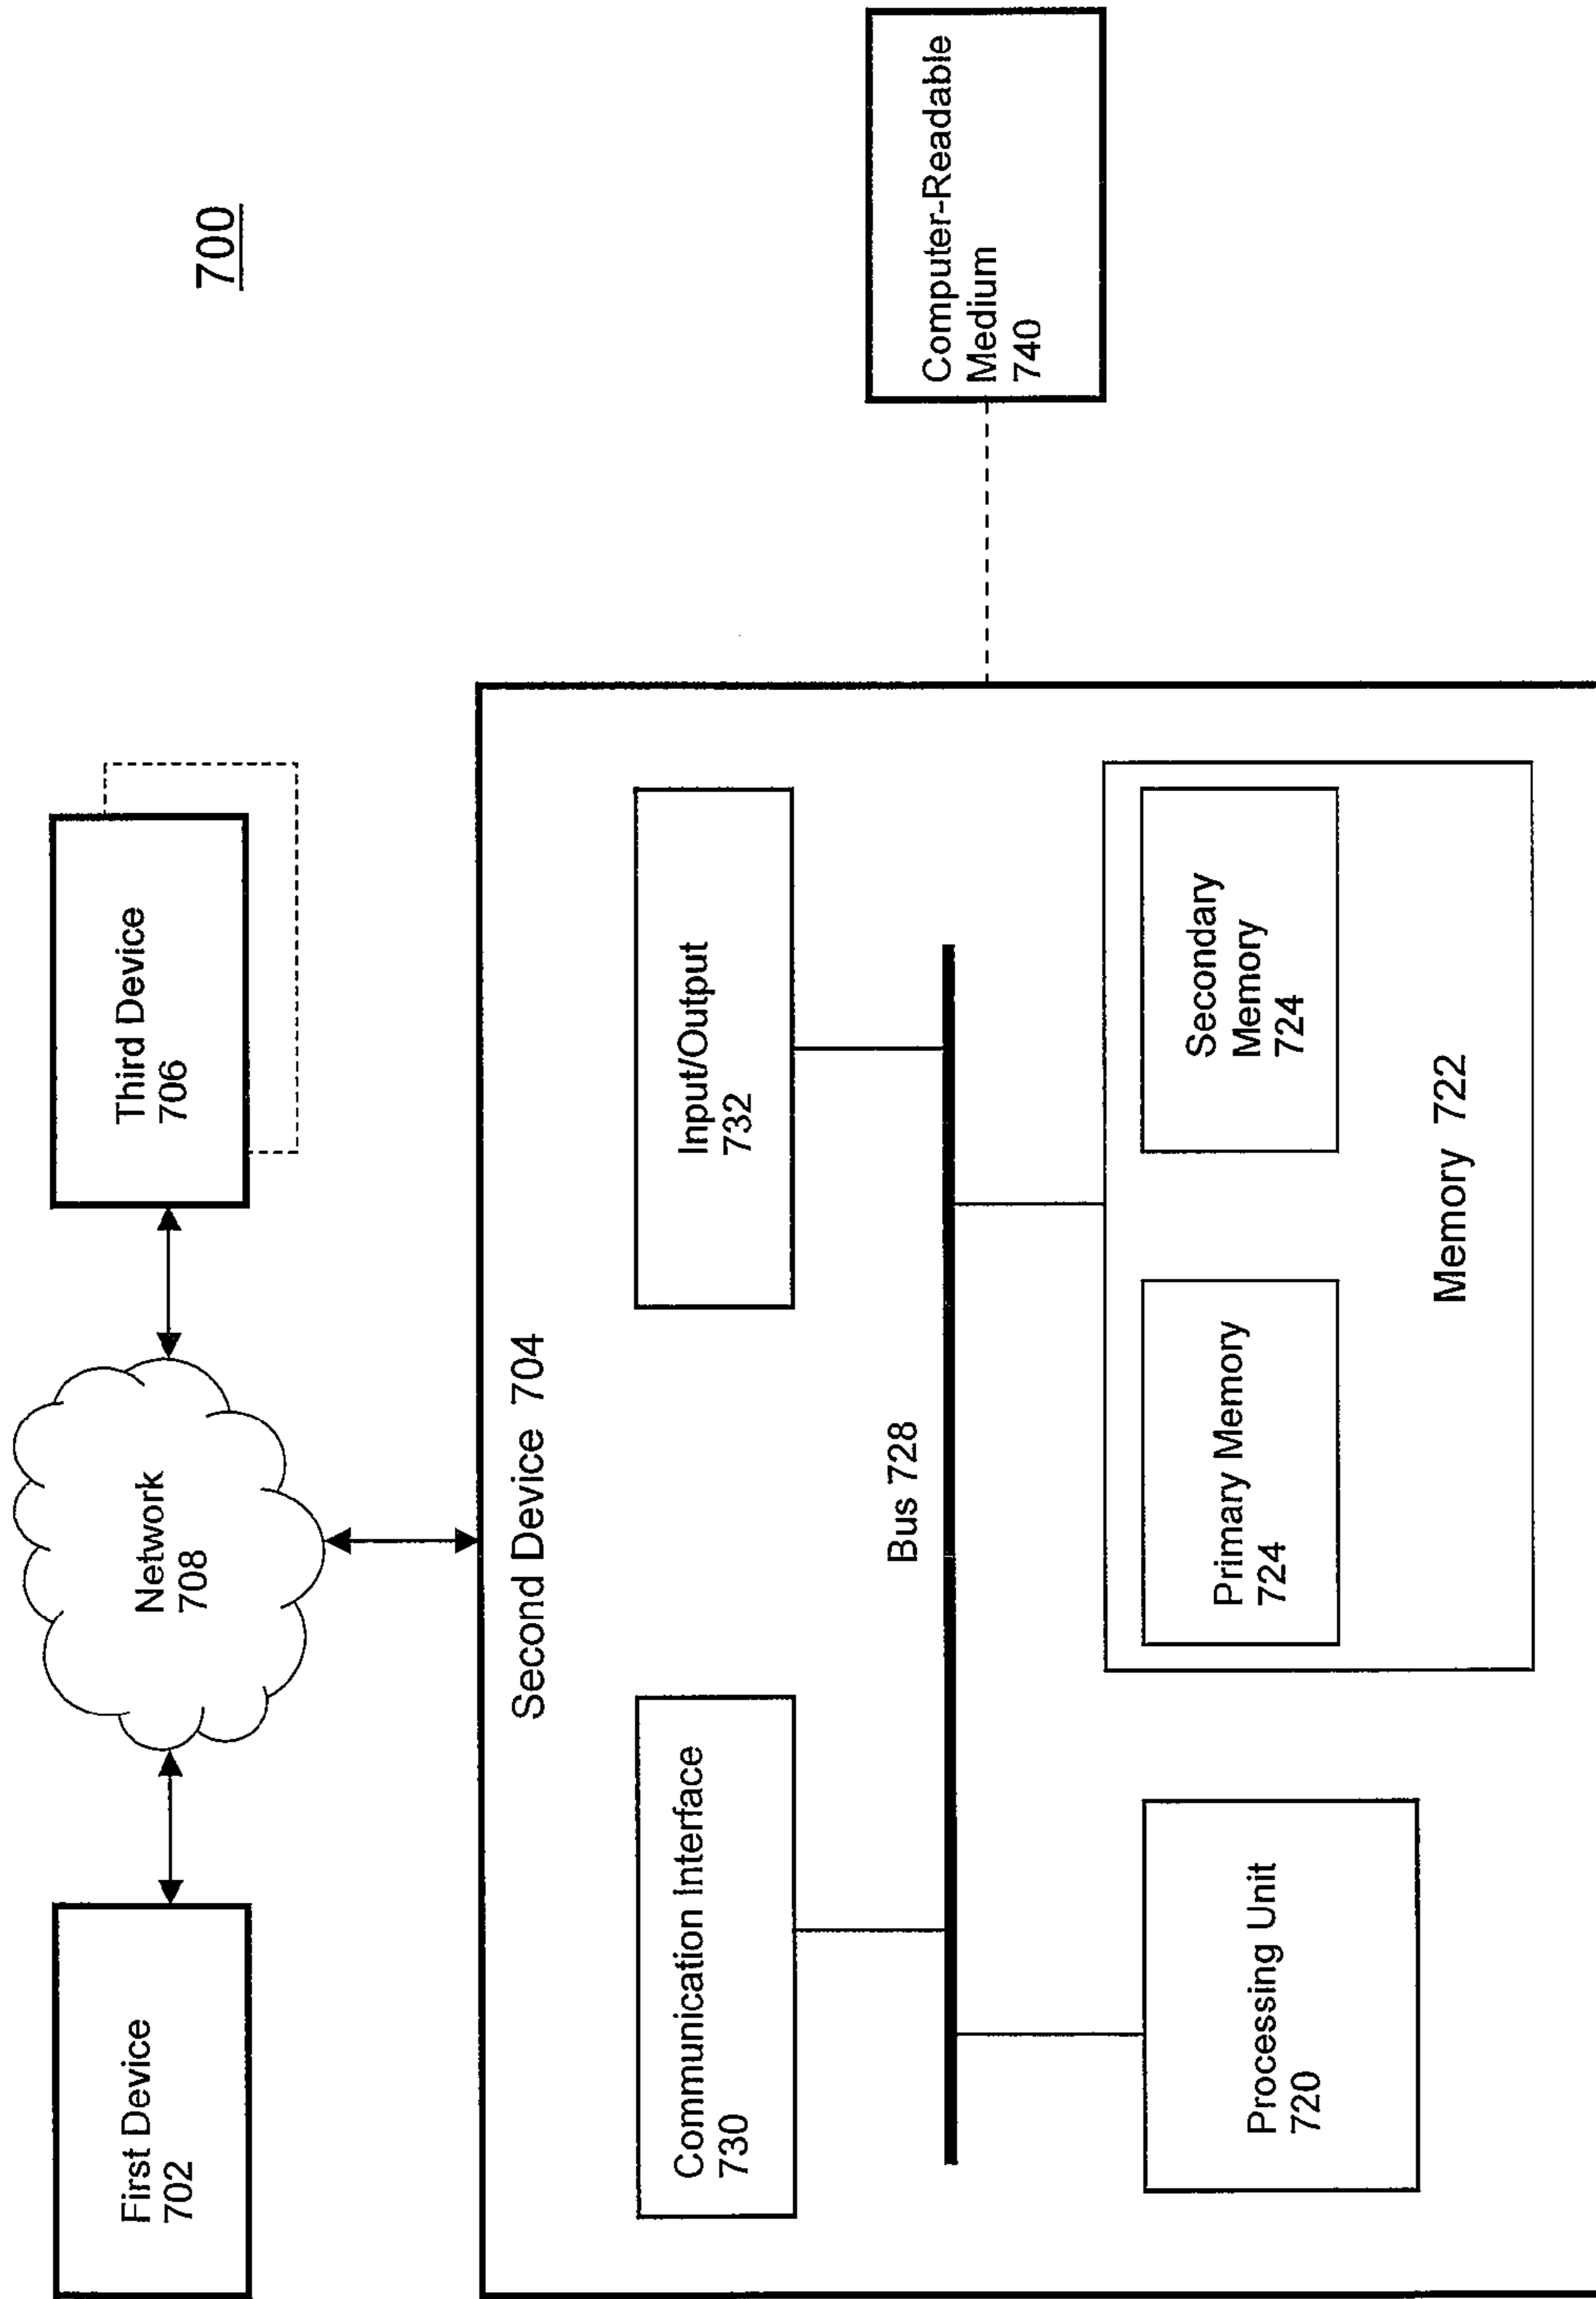 700
First Device
702
Network
708
Third Device
706
Second Device 704
Communication Interface
730
Input/Output
732
Bus 728
Processing Unit
720
Primary Memory
724
Secondary
Memory
724
Memory 722
Computer-Readable
Medium
740